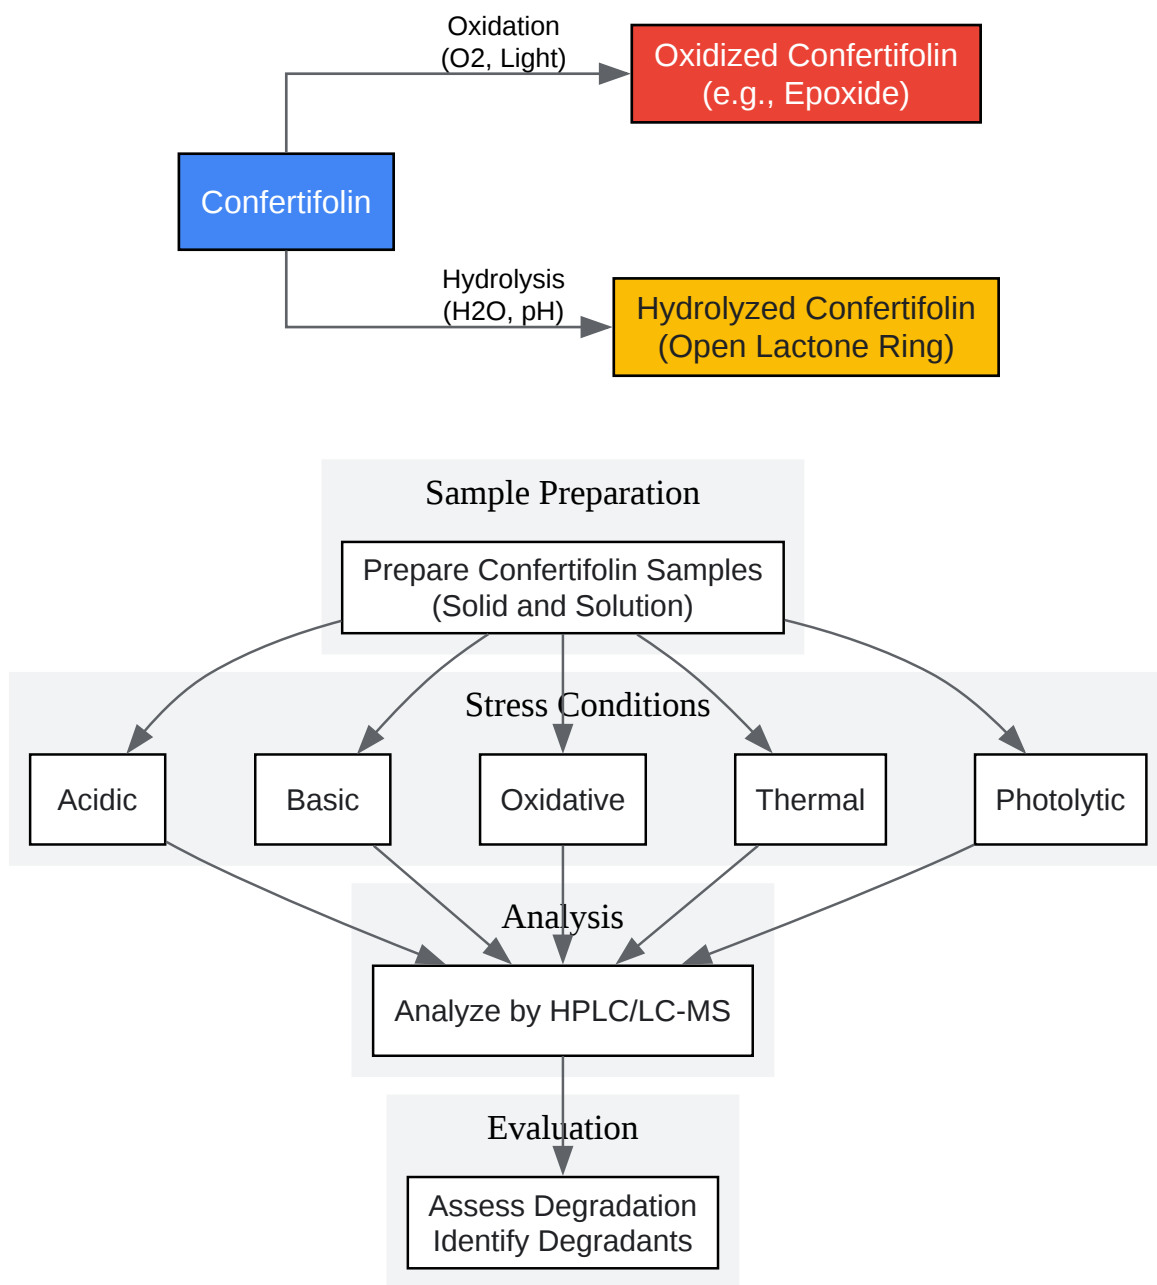 Oxidation
(O2, Light)
Oxidized Confertifolin
(e.g., Epoxide)
Confertifolin
Hydrolysis
(H2O, pH)
Hydrolyzed Confertifolin
(Open Lactone Ring)
Sample Preparation
Prepare Confertifolin Samples
(Solid and Solution)
Stress Conditions
Acidic
Basic
Oxidative
Thermal
Photolytic
Analysis
Analyze by HPLC/LC-MS
Evaluation
Assess Degradation
Identify Degradants